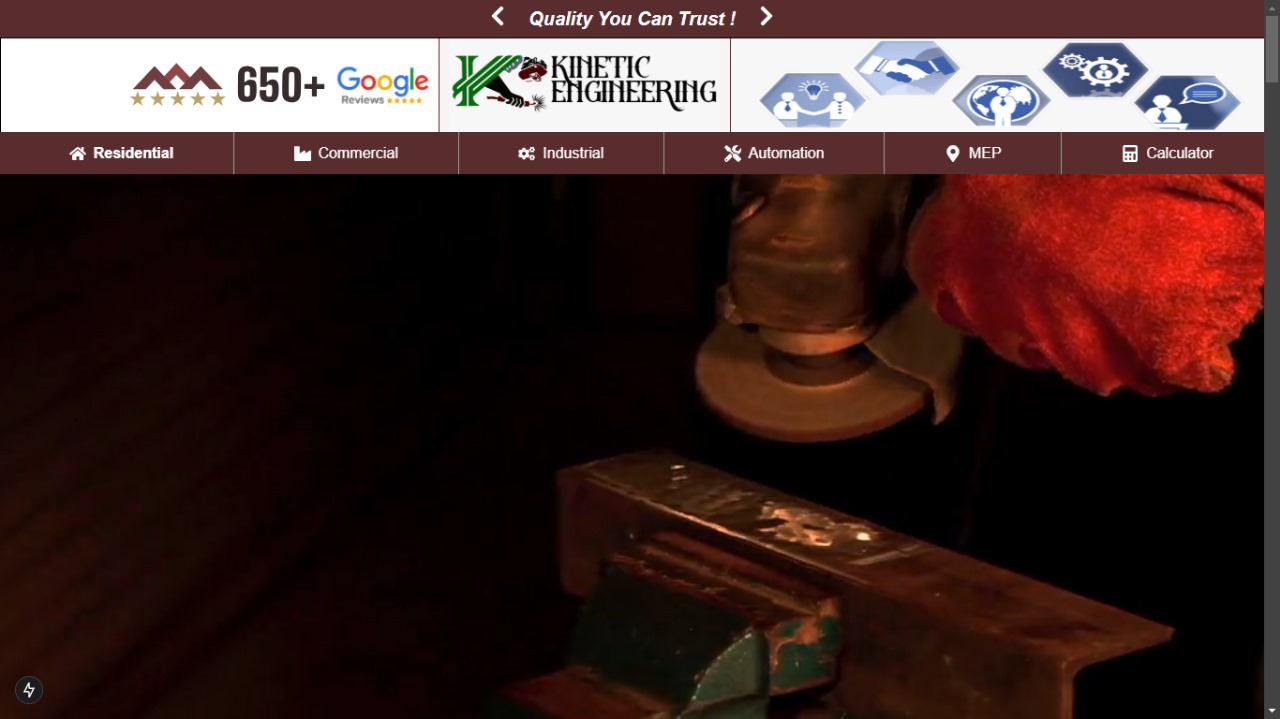 Quality You Can Trust !
650+
Google
Reviews
KINETIC
ENGINEERING
Residential
Commercial
Industrial
Automation
MEP
Calculator